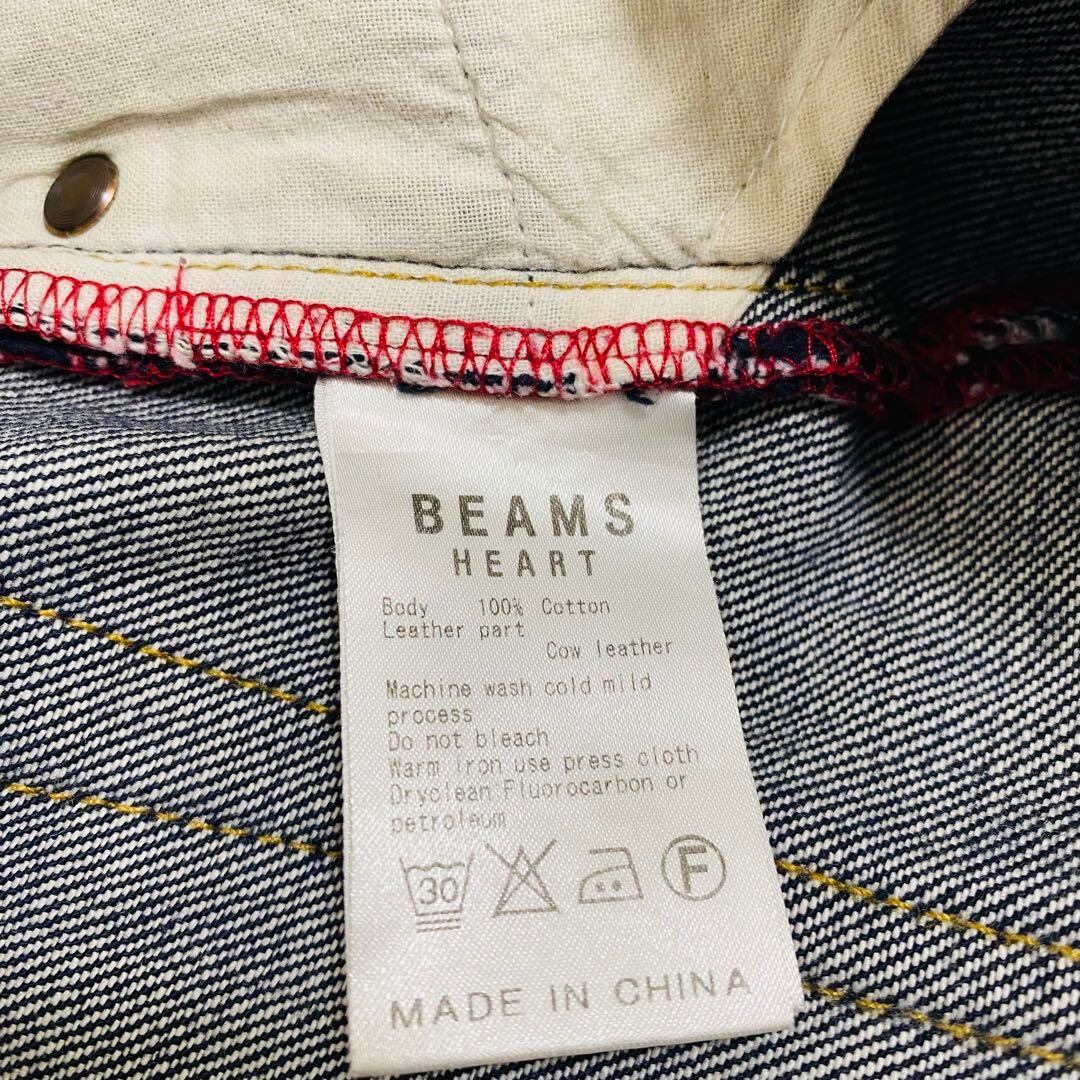 BEAMS
HEART
Body 100% Cotton
Leather part
Cow leather
Machine wash cold mild
process
Do not bleach
Warm iron use press cloth
Dryclean Fluorocarbon or
petroleum
30 F
MADE IN CHINA